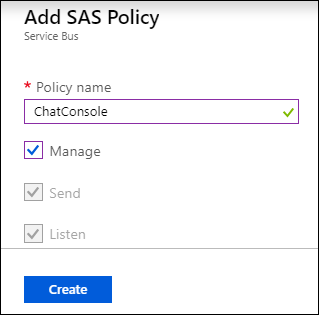 Add SAS Policy
Service Bus
* Policy name
ChatConsole
Manage
Send
Listen
Create